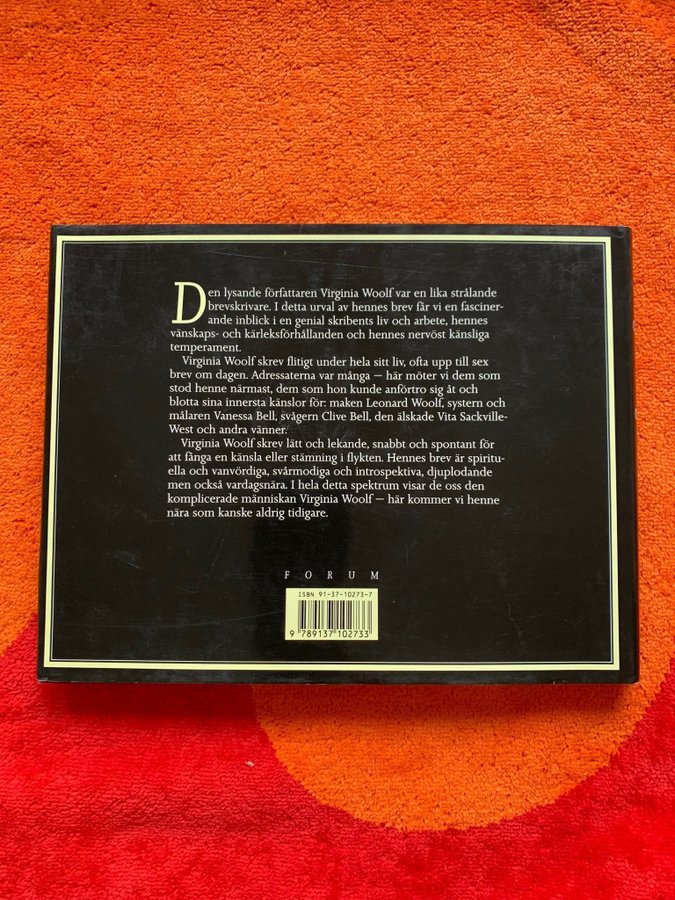 Den lysande författaren Virginia Woolf var en lika strålande
brevskrivare. I detta urval av hennes brev får vi en fasciner-
ande inblick i en genial skribents liv och arbete, hennes
vänskaps- och kärleksförhållanden och hennes nervöst känsliga
temperament.
Virginia Woolf skrev flitigt under hela sitt liv, ofta upp till sex
brev om dagen. Adressaterna var många — här möter vi dem som
stod henne närmast, dem som hon kunde anförtro sig åt och
blotta sina innersta känslor för: maken Leonard Woolf, systern och
målaren Vanessa Bell, svågern Clive Bell, den älskade Vita Sackville-
West och andra vänner.
Virginia Woolf skrev lätt och lekande, snabbt och spontant för
att fånga en känsla eller stämning i flykten. Hennes brev är spiritu-
ella och vanvördiga, svårmodiga och introspektiva, djuplodande
men också vardagsnära. I hela detta spektrum visar de oss den
komplicerade människan Virginia Woolf — här kommer vi henne
nära som kanske aldrig tidigare.
FORUM
ISBN 91-37-10273-7
9 789137 102733